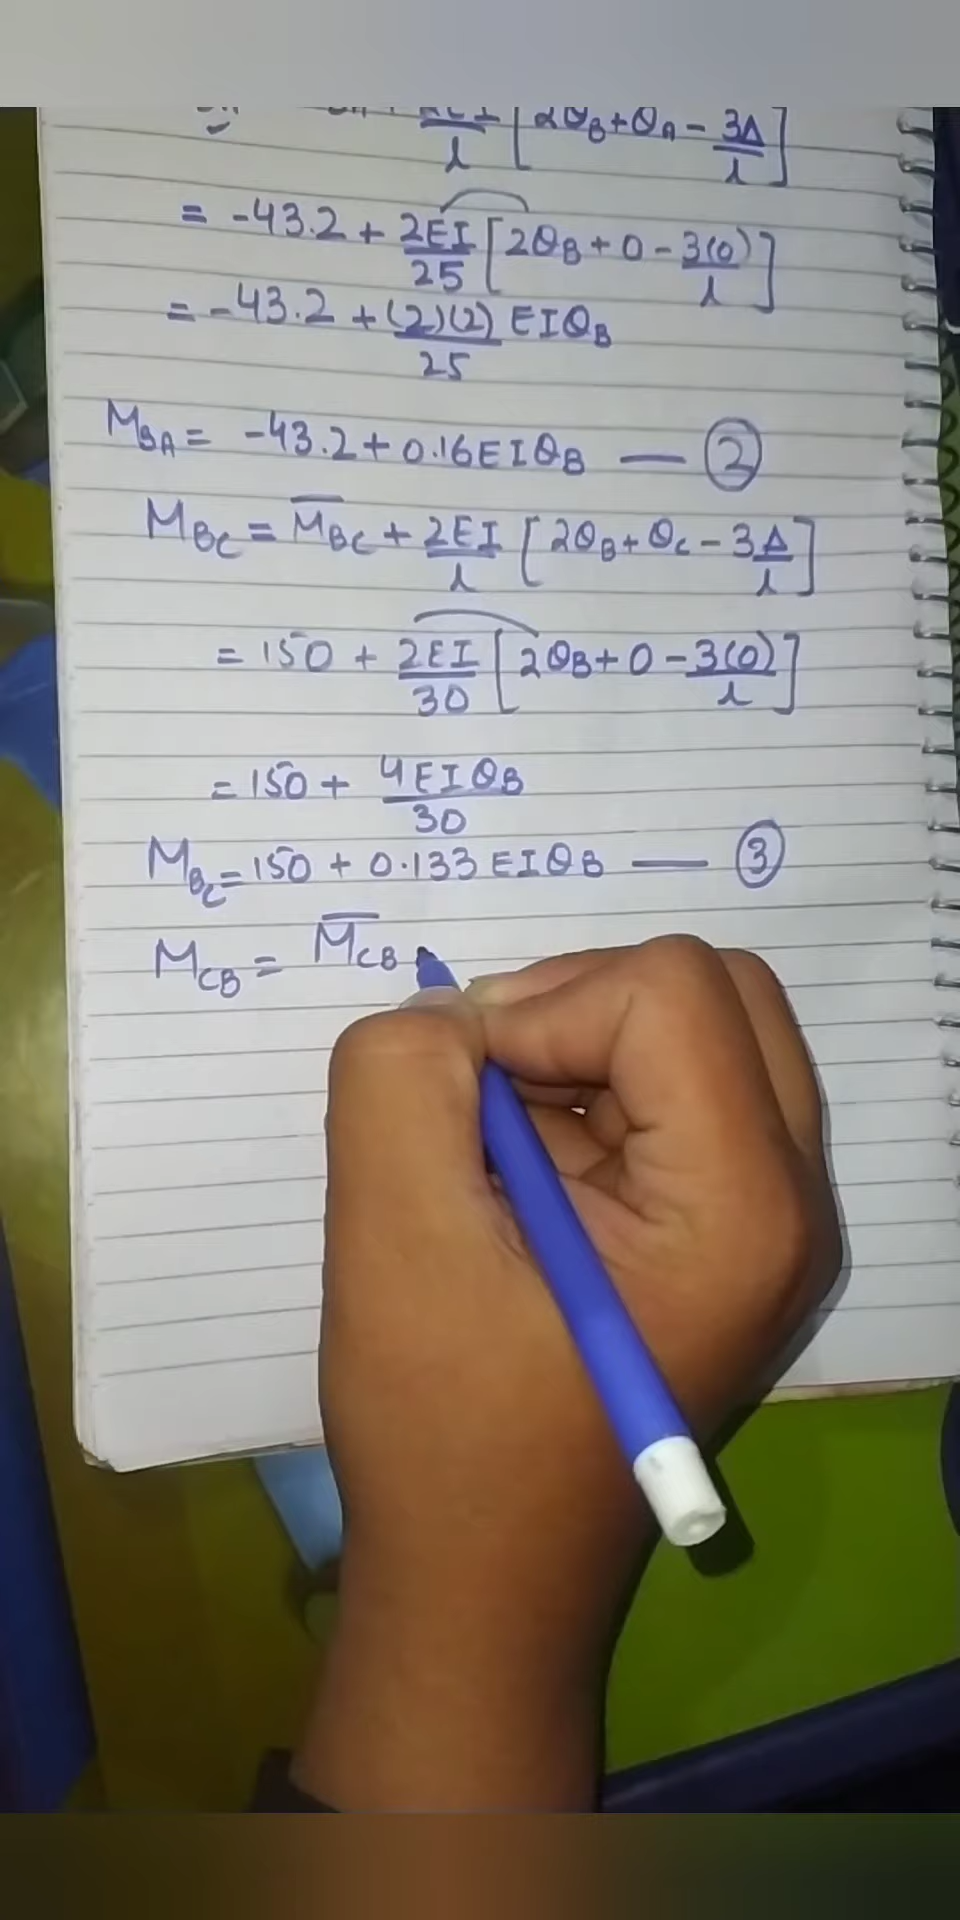 2EI/l [2θB + θA - 3Δ/l]
= -43.2 + 2EI/25 [2θB + 0 - 3(0)/l]
= -43.2 + (2)(2)/25 EIθB
MBA = -43.2 + 0.16EIθB — ②
MBC = M̅BC + 2EI/l [2θB + θC - 3Δ/l]
= 150 + 2EI/30 [2θB + 0 - 3(0)/l]
= 150 + 4EIθB/30
MBC = 150 + 0.133EIθB — ③
MCB = M̅CB